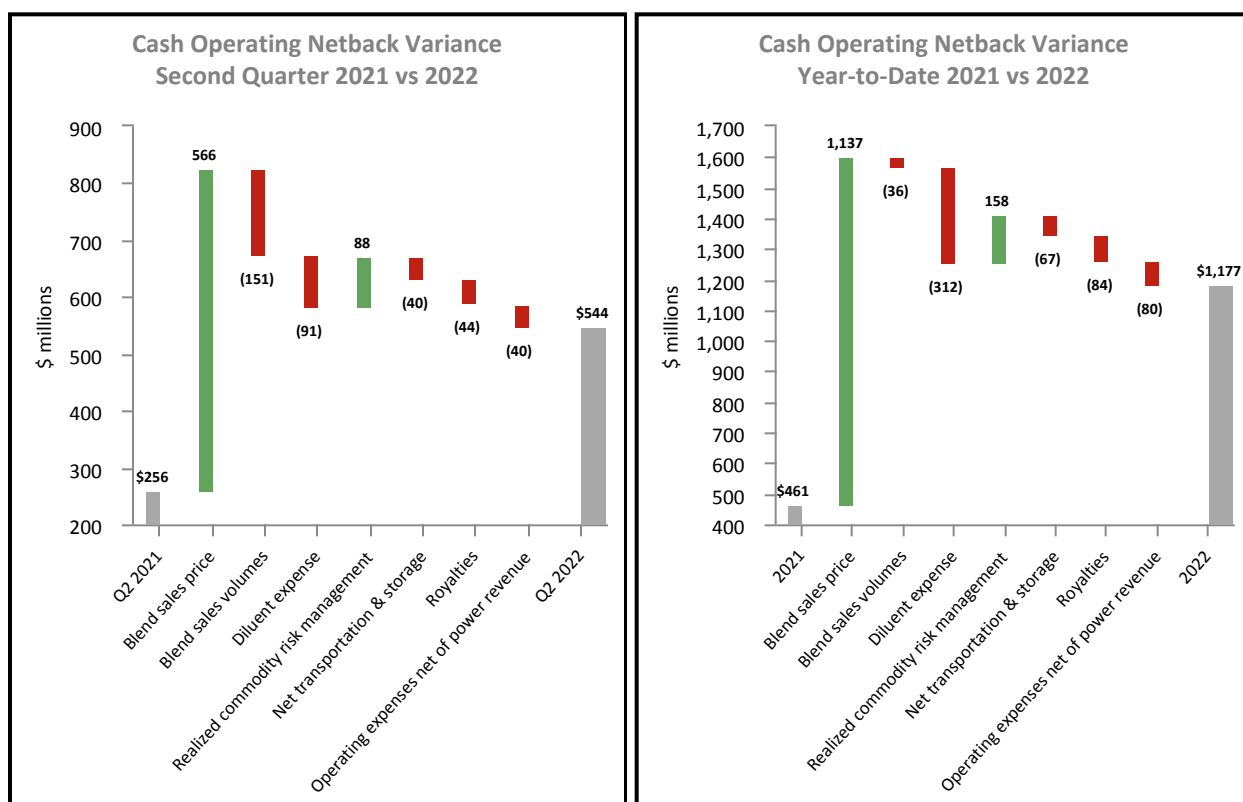 Cash Operating Netback Variance
Second Quarter 2021 vs 2022
$ millions
900
800
700
600
500
400
300
200
$256
566
(151)
(91)
88
(40)
(44)
(40)
$544
Q2 2021
Blend sales price
Blend sales volumes
Diluent expense
Realized commodity risk management
Net transportation & storage
Royalties
Operating expenses net of power revenue
Q2 2022
Cash Operating Netback Variance
Year-to-Date 2021 vs 2022
$ millions
1,700
1,600
1,500
1,400
1,300
1,200
1,100
1,000
900
800
700
600
500
400
$461
1,137
(36)
(312)
158
(67)
(84)
(80)
$1,177
2021
Blend sales price
Blend sales volumes
Diluent expense
Realized commodity risk management
Net transportation & storage
Royalties
Operating expenses net of power revenue
2022